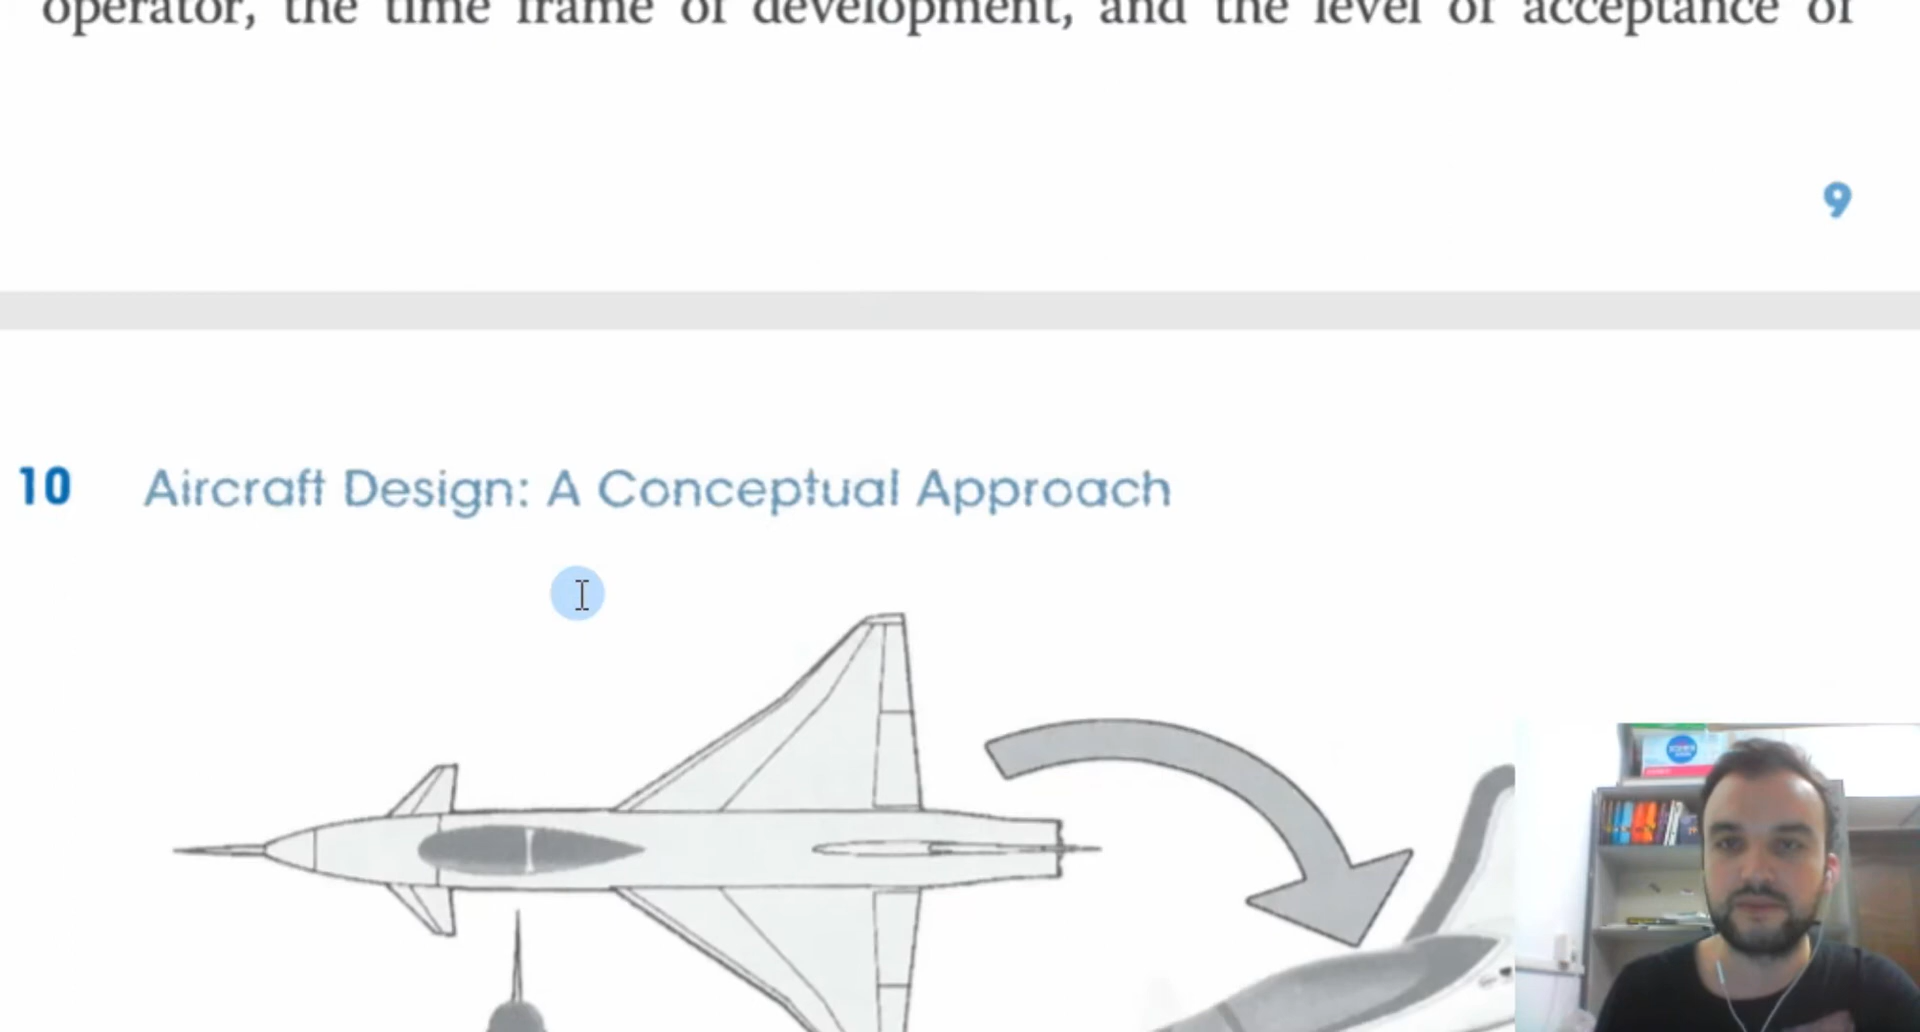 operator, the time frame of development, and the level of acceptance of
9
10 Aircraft Design: A Conceptual Approach